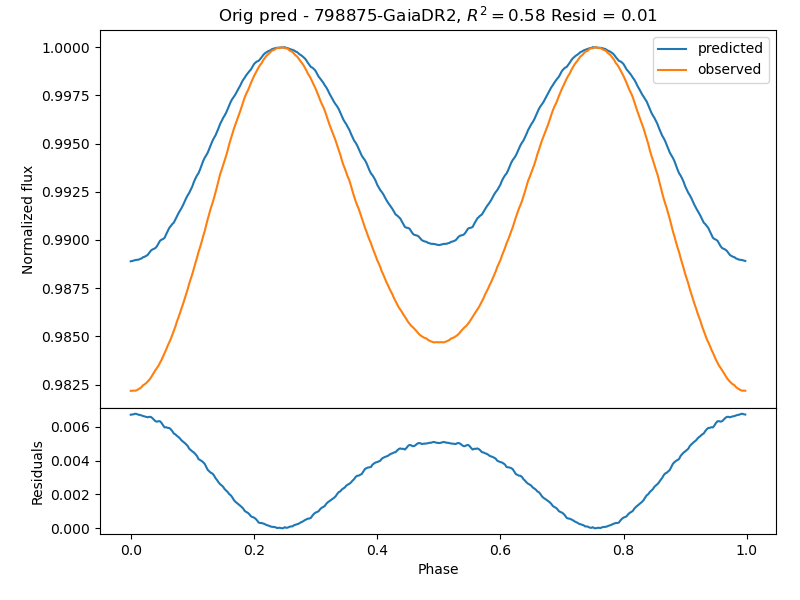 Orig pred - 798875-GaiaDR2, $R^2 = 0.58$ Resid = 0.01
predicted
observed
1.0000
0.9975
0.9950
0.9925
0.9900
0.9875
0.9850
0.9825
Normalized flux
0.006
0.004
0.002
0.000
Residuals
0.0 0.2 0.4 0.6 0.8 1.0
Phase